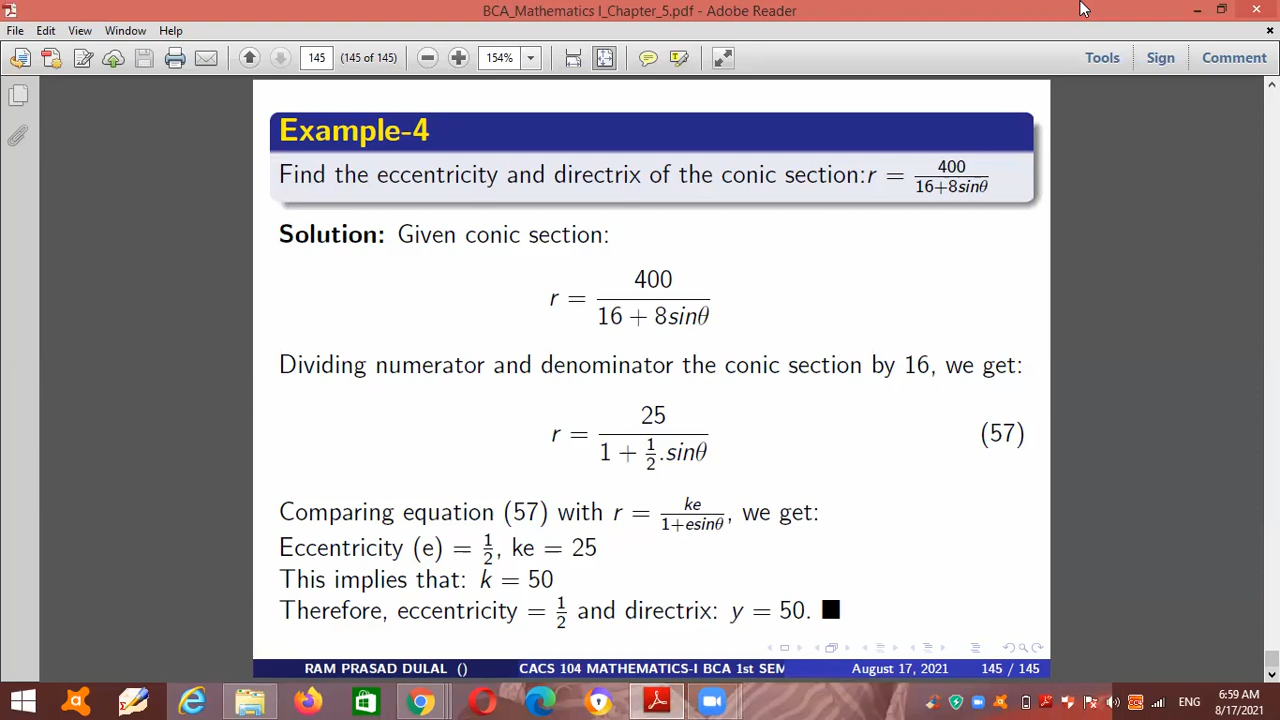 BCA_Mathematics I_Chapter_5.pdf - Adobe Reader
File Edit View Window Help
145 (145 of 145) 154% Tools Sign Comment
Example-4
Find the eccentricity and directrix of the conic section:r = 400/(16+8sinθ)
Solution: Given conic section:
r = 400/(16 + 8sinθ)
Dividing numerator and denominator the conic section by 16, we get:
r = 25/(1 + 1/2.sinθ) (57)
Comparing equation (57) with r = ke/(1+esinθ), we get:
Eccentricity (e) = 1/2, ke = 25
This implies that: k = 50
Therefore, eccentricity = 1/2 and directrix: y = 50. ■
RAM PRASAD DULAL () CACS 104 MATHEMATICS-I BCA 1st SEM August 17, 2021 145 / 145
ENG 6:59 AM
8/17/2021